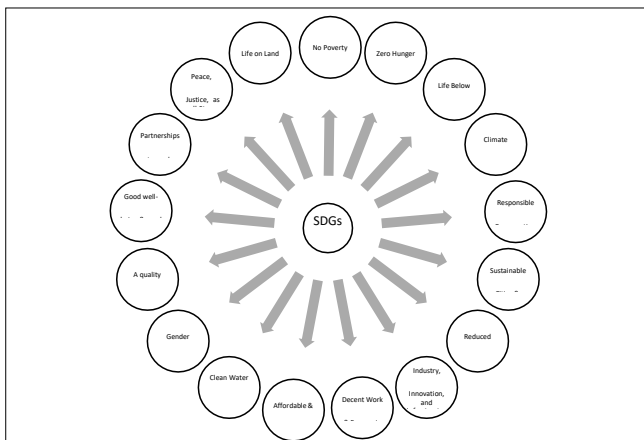 No Poverty
Zero Hunger
Life Below
Climate
Responsible
Sustainable
Reduced
Industry,
Innovation,
and
Decent Work
Affordable &
Clean Water
Gender
A quality
Good well-
Partnerships
Peace,
Justice, as
Life on Land
SDGs